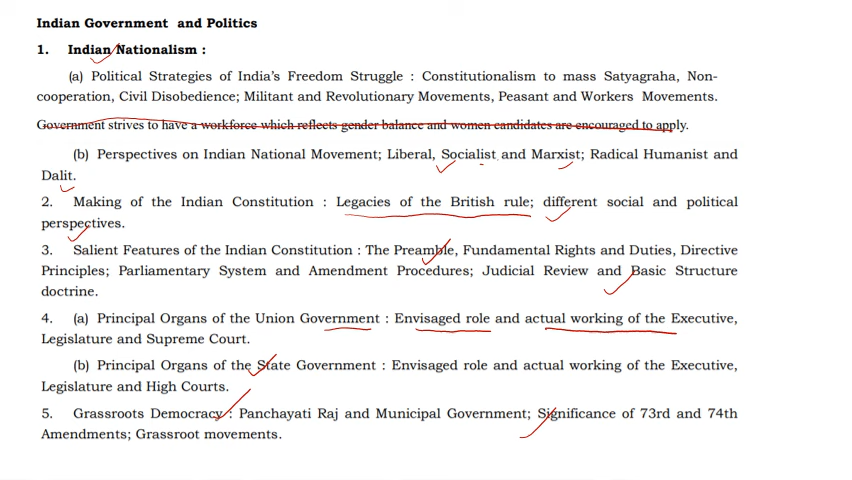 Indian Government and Politics
1. Indian Nationalism :
(a) Political Strategies of India's Freedom Struggle : Constitutionalism to mass Satyagraha, Non-
cooperation, Civil Disobedience; Militant and Revolutionary Movements, Peasant and Workers Movements.
Government strives to have a workforce which reflects gender balance and women candidates are encouraged to apply.
(b) Perspectives on Indian National Movement; Liberal, Socialist and Marxist; Radical Humanist and
Dalit.
2. Making of the Indian Constitution : Legacies of the British rule; different social and political
perspectives.
3. Salient Features of the Indian Constitution : The Preamble, Fundamental Rights and Duties, Directive
Principles; Parliamentary System and Amendment Procedures; Judicial Review and Basic Structure
doctrine.
4. (a) Principal Organs of the Union Government : Envisaged role and actual working of the Executive,
Legislature and Supreme Court.
(b) Principal Organs of the State Government : Envisaged role and actual working of the Executive,
Legislature and High Courts.
5. Grassroots Democracy : Panchayati Raj and Municipal Government; Significance of 73rd and 74th
Amendments; Grassroot movements.